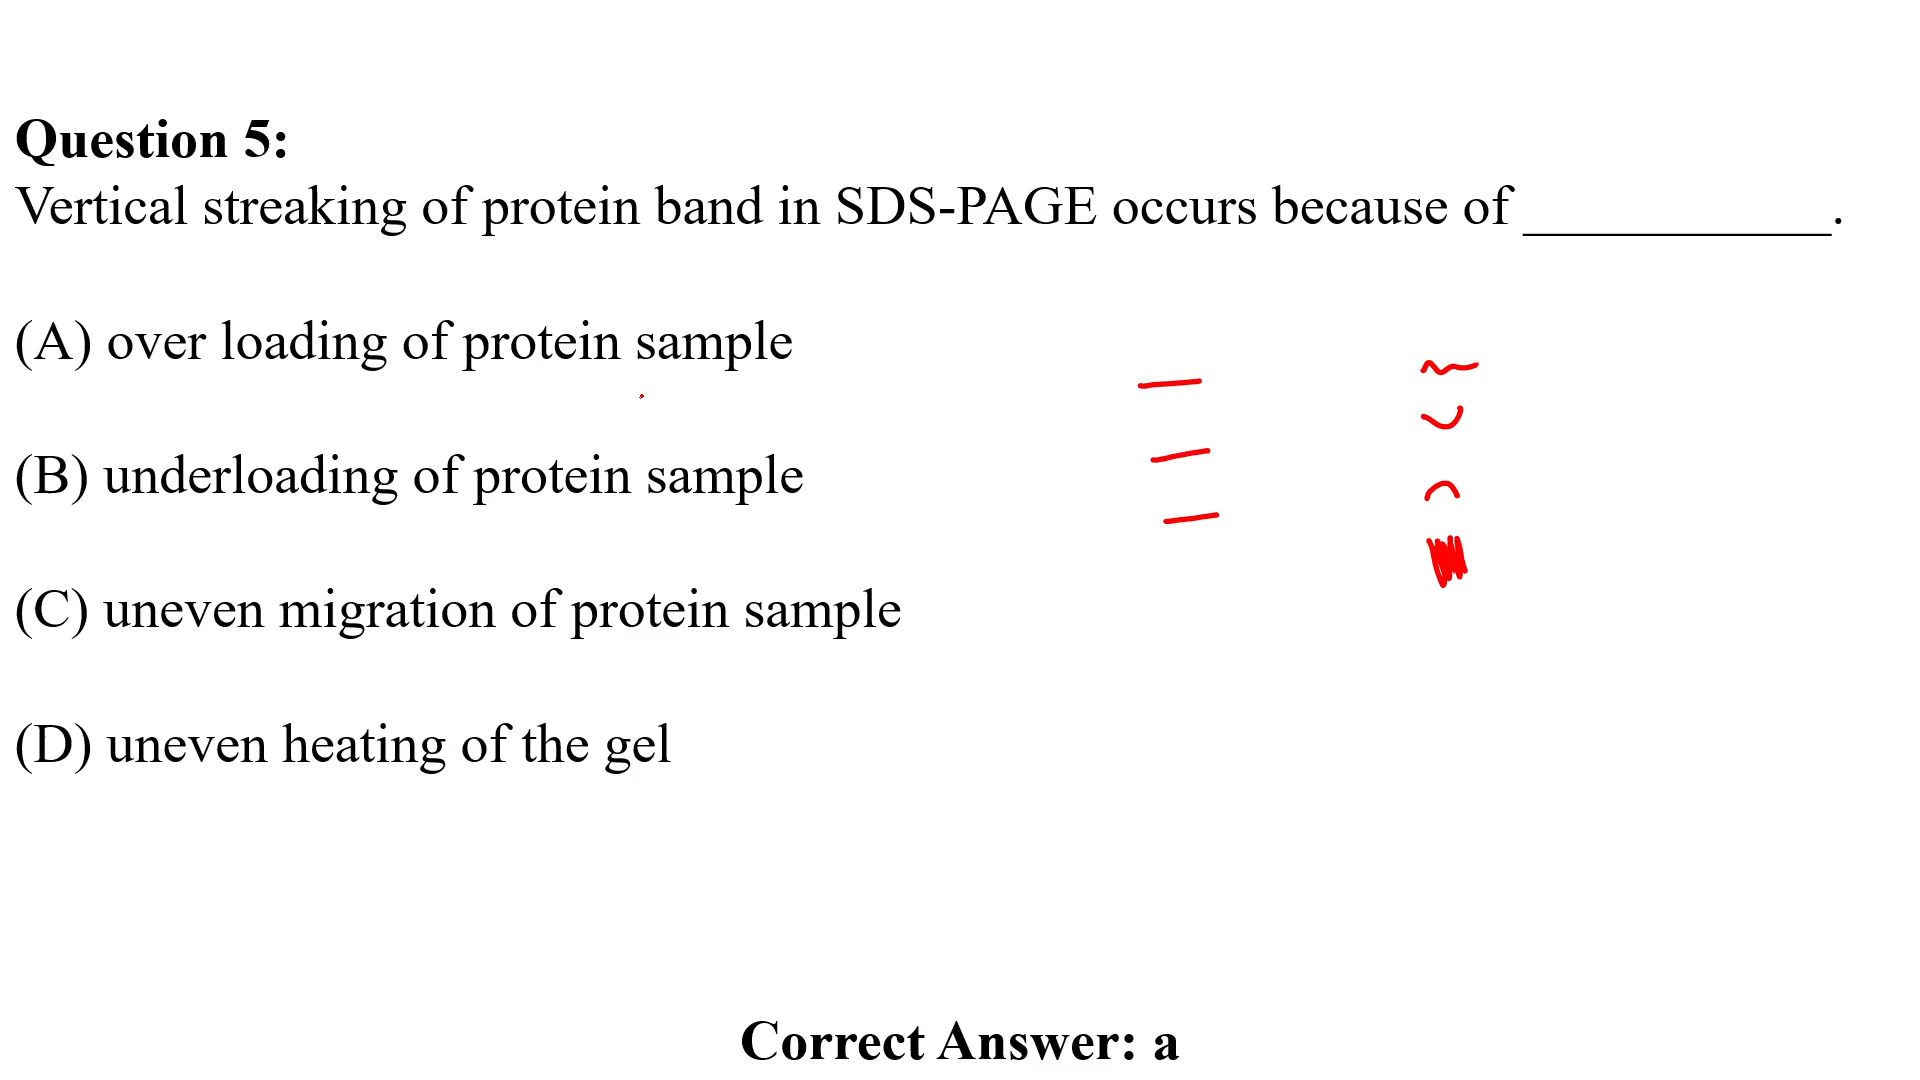 Question 5:
Vertical streaking of protein band in SDS-PAGE occurs because of ___________.
(A) over loading of protein sample
(B) underloading of protein sample
(C) uneven migration of protein sample
(D) uneven heating of the gel
Correct Answer: a